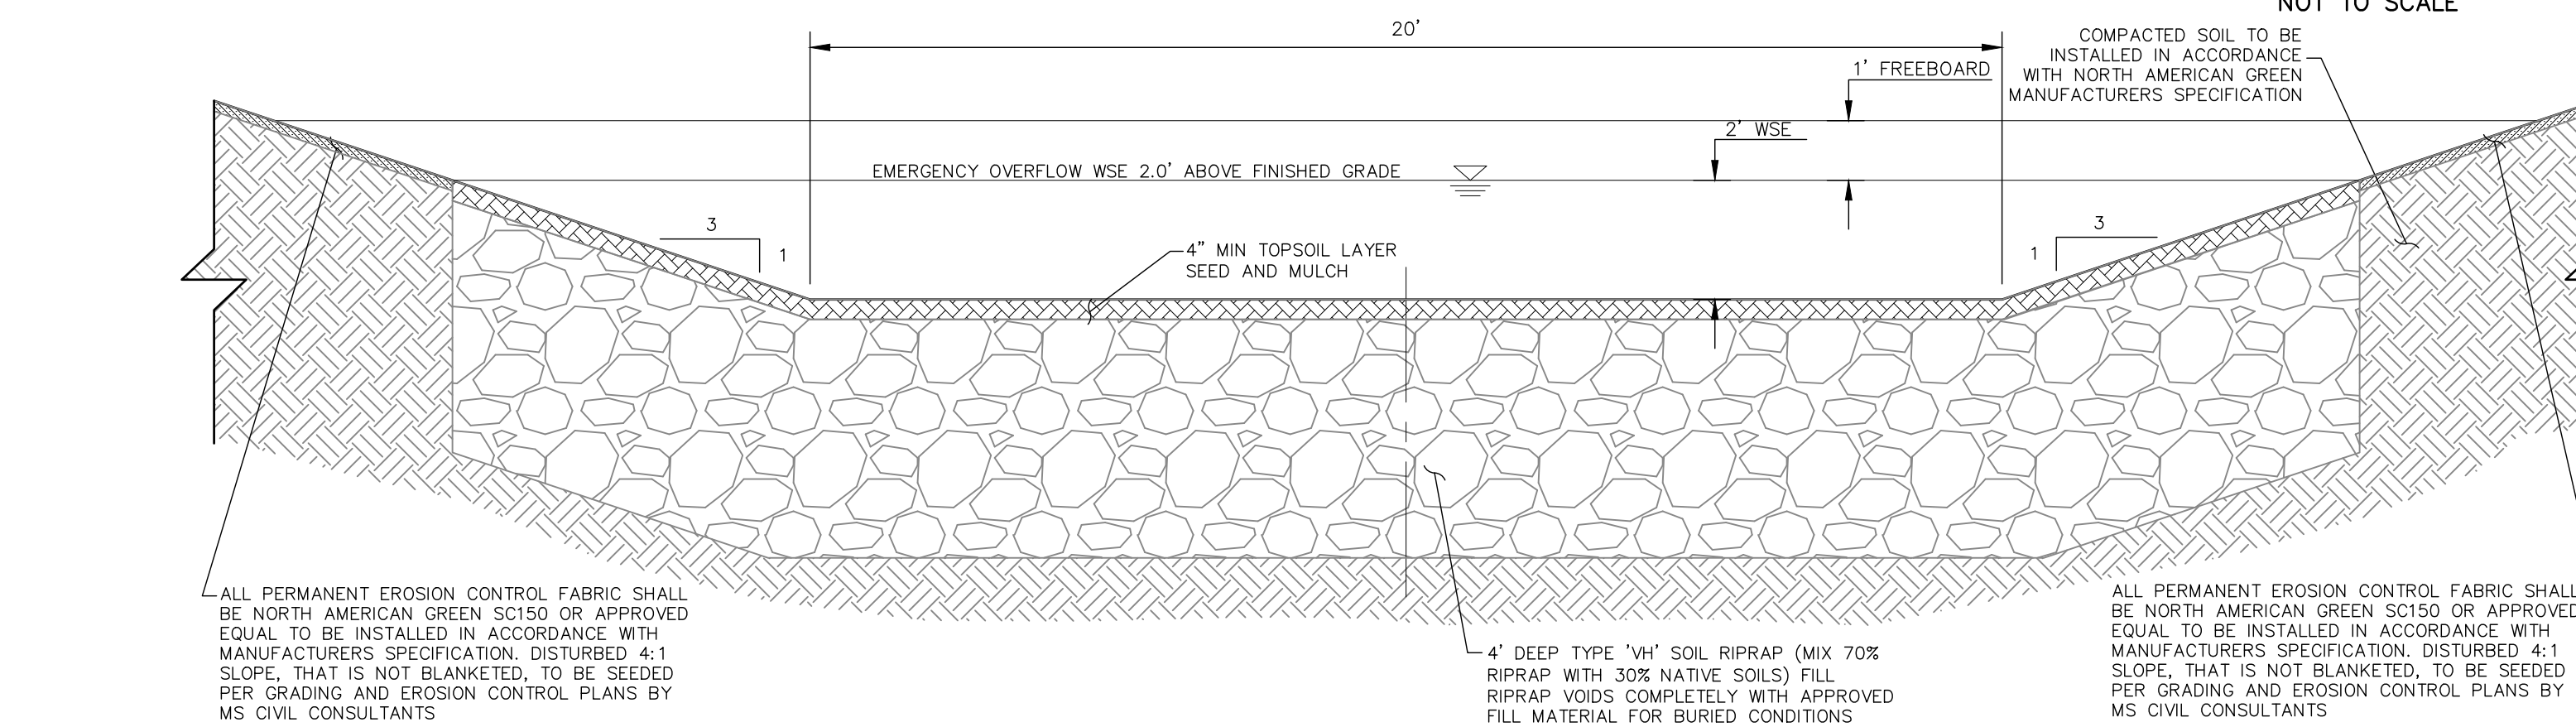 NOT TO SCALE
20'
COMPACTED SOIL TO BE
INSTALLED IN ACCORDANCE
WITH NORTH AMERICAN GREEN
MANUFACTURERS SPECIFICATION
1' FREEBOARD
2' WSE
EMERGENCY OVERFLOW WSE 2.0' ABOVE FINISHED GRADE
3
1
4" MIN TOPSOIL LAYER
SEED AND MULCH
3
1
ALL PERMANENT EROSION CONTROL FABRIC SHALL
BE NORTH AMERICAN GREEN SC150 OR APPROVED
EQUAL TO BE INSTALLED IN ACCORDANCE WITH
MANUFACTURERS SPECIFICATION. DISTURBED 4:1
SLOPE, THAT IS NOT BLANKETED, TO BE SEEDED
PER GRADING AND EROSION CONTROL PLANS BY
MS CIVIL CONSULTANTS
4' DEEP TYPE 'VH' SOIL RIPRAP (MIX 70%
RIPRAP WITH 30% NATIVE SOILS) FILL
RIPRAP VOIDS COMPLETELY WITH APPROVED
FILL MATERIAL FOR BURIED CONDITIONS
ALL PERMANENT EROSION CONTROL FABRIC SHALL
BE NORTH AMERICAN GREEN SC150 OR APPROVED
EQUAL TO BE INSTALLED IN ACCORDANCE WITH
MANUFACTURERS SPECIFICATION. DISTURBED 4:1
SLOPE, THAT IS NOT BLANKETED, TO BE SEEDED
PER GRADING AND EROSION CONTROL PLANS BY
MS CIVIL CONSULTANTS